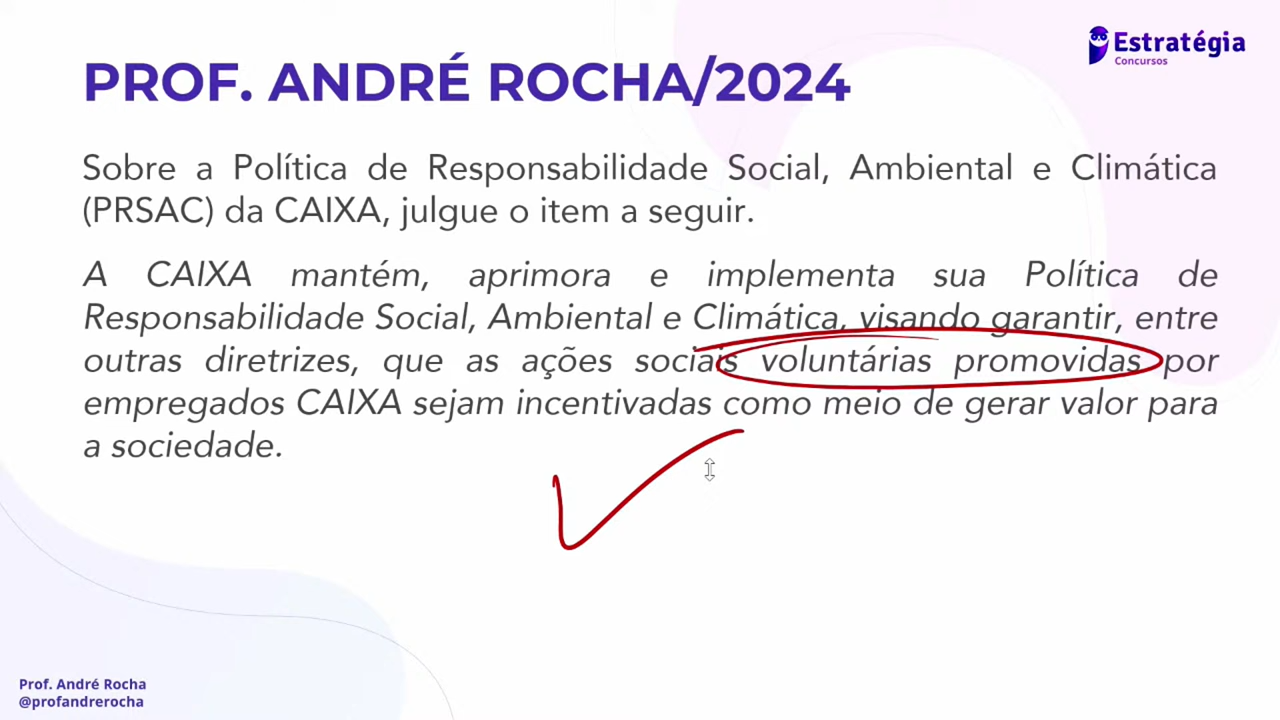 Estratégia
Concursos
PROF. ANDRÉ ROCHA/2024
Sobre a Política de Responsabilidade Social, Ambiental e Climática
(PRSAC) da CAIXA, julgue o item a seguir.
A CAIXA mantém, aprimora e implementa sua Política de
Responsabilidade Social, Ambiental e Climática, visando garantir, entre
outras diretrizes, que as ações sociais voluntárias promovidas por
empregados CAIXA sejam incentivadas como meio de gerar valor para
a sociedade.
Prof. André Rocha
@profandrerocha